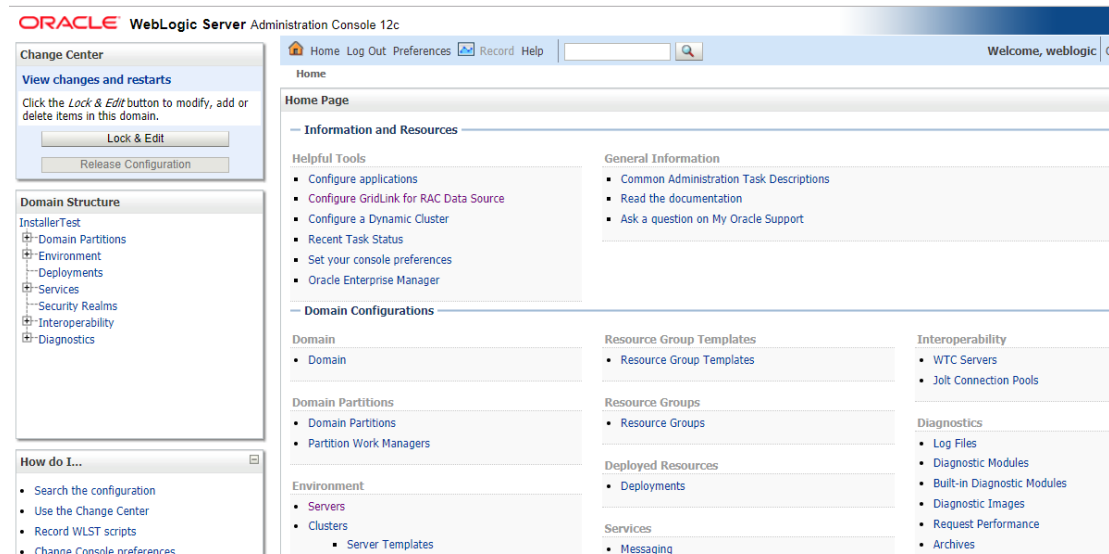 ORACLE WebLogic Server Administration Console 12c
Change Center
View changes and restarts
Click the Lock & Edit button to modify, add or
delete items in this domain.
Lock & Edit
Release Configuration
Domain Structure
InstallerTest
Domain Partitions
Environment
Deployments
Services
Security Realms
Interoperability
Diagnostics
How do I...
Search the configuration
Use the Change Center
Record WLST scripts
Change Console preferences
Home Log Out Preferences Record Help
Welcome, weblogic
Home
Home Page
Information and Resources
Helpful Tools
Configure applications
Configure GridLink for RAC Data Source
Configure a Dynamic Cluster
Recent Task Status
Set your console preferences
Oracle Enterprise Manager
General Information
Common Administration Task Descriptions
Read the documentation
Ask a question on My Oracle Support
Domain Configurations
Domain
Domain
Domain Partitions
Domain Partitions
Partition Work Managers
Environment
Servers
Clusters
Server Templates
Resource Group Templates
Resource Group Templates
Resource Groups
Resource Groups
Deployed Resources
Deployments
Services
Messaging
Interoperability
WTC Servers
Jolt Connection Pools
Diagnostics
Log Files
Diagnostic Modules
Built-in Diagnostic Modules
Diagnostic Images
Request Performance
Archives